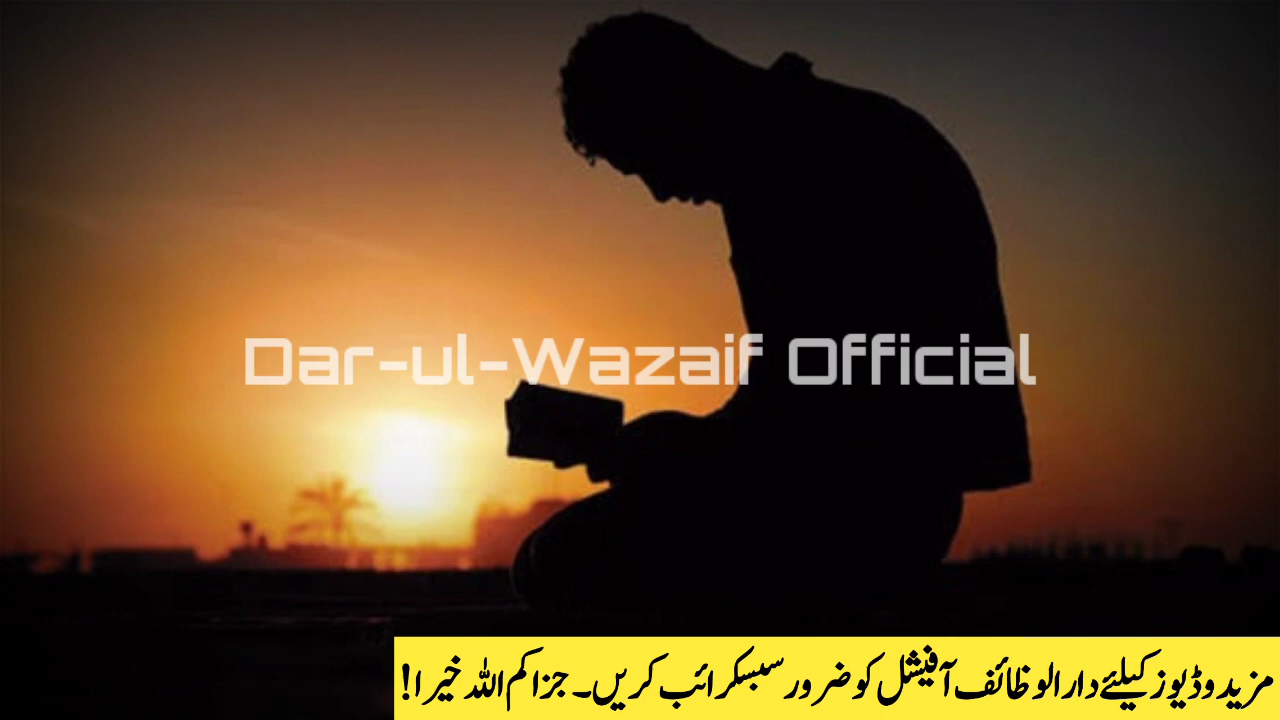 Dar-ul-Wazaif Official
مزید وڈیوز کیلئے دارالوظائف آفیشل کو ضرور سبسکرائب کریں۔ جزاکم اللہ خیرا!